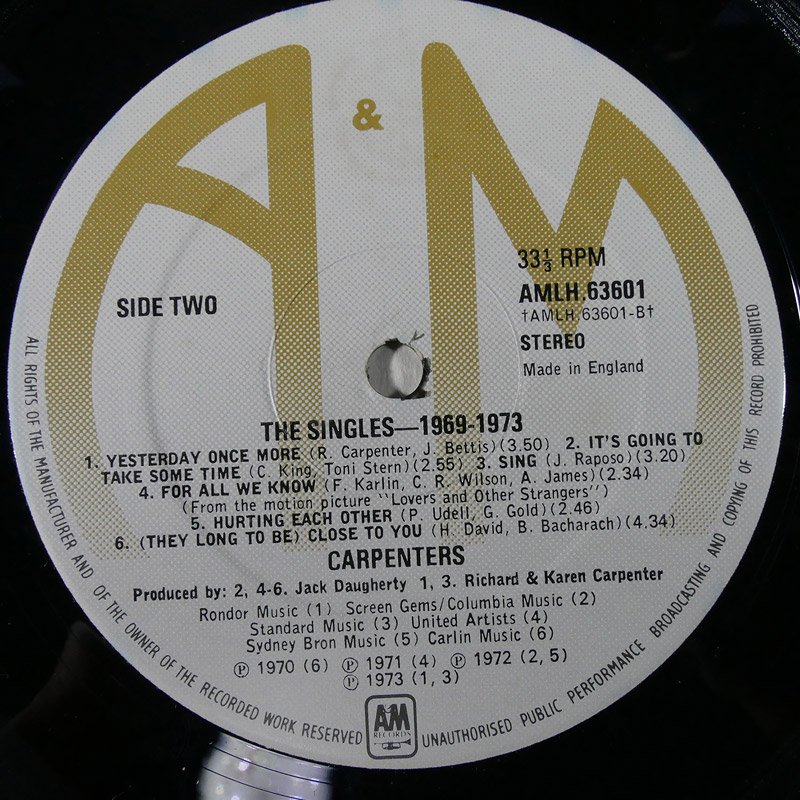 A & M
33⅓ RPM
SIDE TWO
AMLH.63601
†AMLH.63601-B†
STEREO
Made in England
THE SINGLES—1969-1973
1. YESTERDAY ONCE MORE (R. Carpenter, J. Bettis)(3.50) 2. IT'S GOING TO
TAKE SOME TIME (C. King, Toni Stern)(2.55) 3. SING (J. Raposo)(3.20)
4. FOR ALL WE KNOW (F. Karlin, C. R. Wilson, A. James)(2.34)
(From the motion picture "Lovers and Other Strangers")
5. HURTING EACH OTHER (P. Udell, G. Gold)(2.46)
6. (THEY LONG TO BE) CLOSE TO YOU (H. David, B. Bacharach)(4.34)
CARPENTERS
Produced by: 2, 4-6. Jack Daugherty 1, 3. Richard & Karen Carpenter
Rondor Music (1) Screen Gems/Columbia Music (2)
Standard Music (3) United Artists (4)
Sydney Bron Music (5) Carlin Music (6)
℗ 1970 (6) ℗ 1971 (4) ℗ 1972 (2, 5)
℗ 1973 (1, 3)
ALL RIGHTS OF THE MANUFACTURER AND OF THE OWNER OF THE RECORDED WORK RESERVED
A&M
RECORDS
UNAUTHORISED PUBLIC PERFORMANCE BROADCASTING AND COPYING OF THIS RECORD PROHIBITED